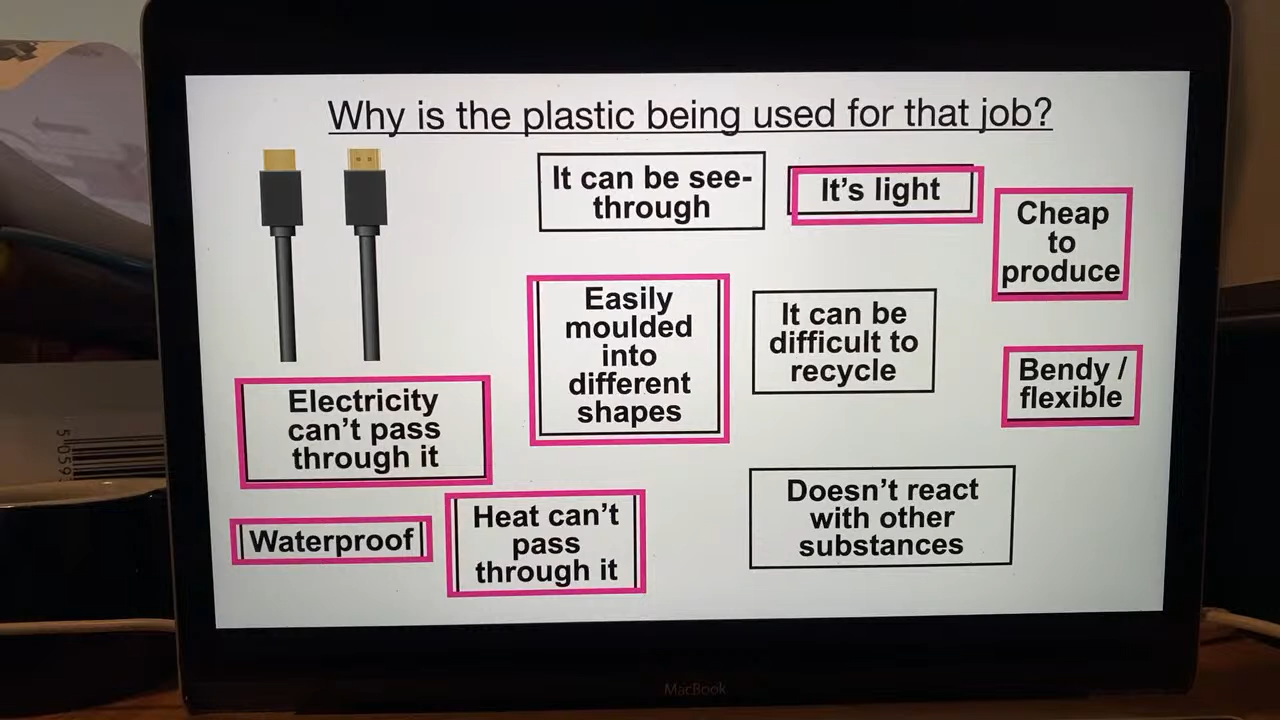 Why is the plastic being used for that job?
It can be see-
through
It's light
Cheap
to
produce
Easily
moulded
into
different
shapes
It can be
difficult to
recycle
Bendy /
flexible
Electricity
can't pass
through it
Waterproof
Heat can't
pass
through it
Doesn't react
with other
substances
MacBook
5 059